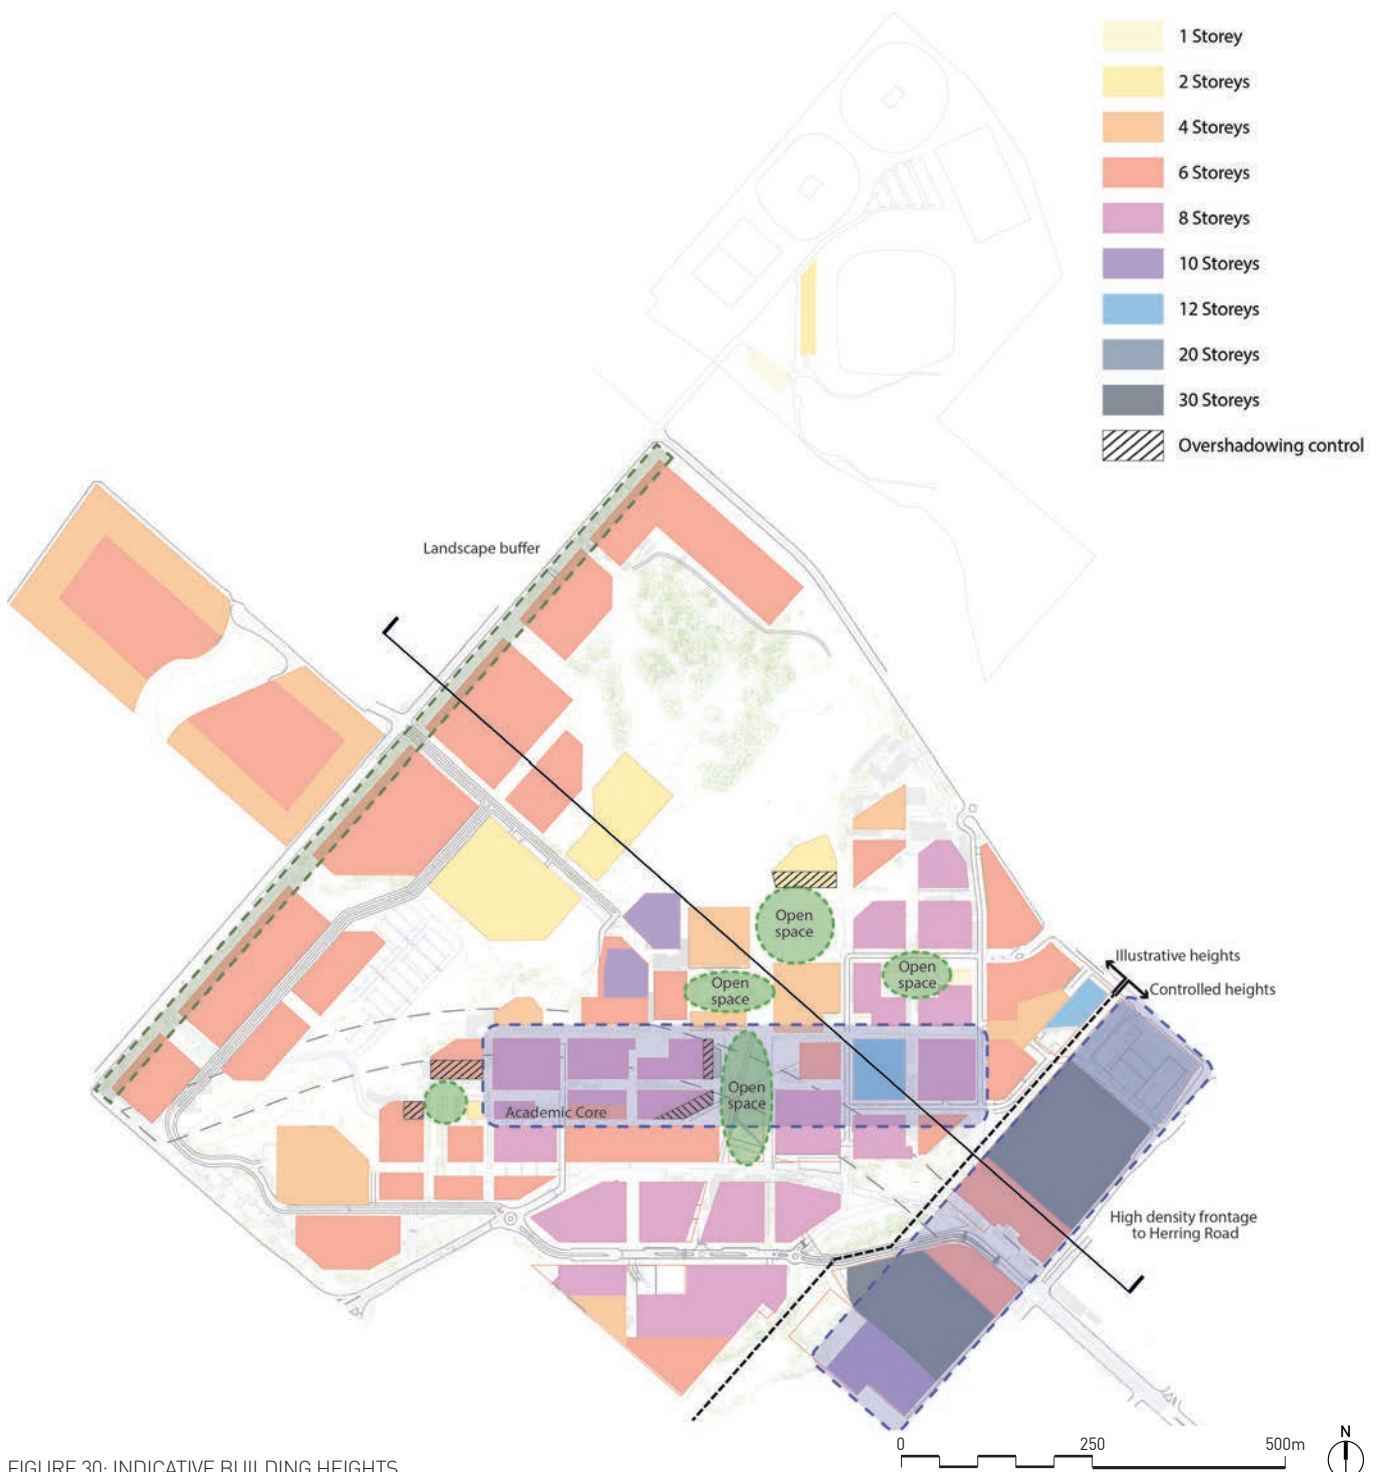 1 Storey
2 Storeys
4 Storeys
6 Storeys
8 Storeys
10 Storeys
12 Storeys
20 Storeys
30 Storeys
Overshadowing control
Landscape buffer
Open
space
Open
space
Open
space
Illustrative heights
Controlled heights
Open
space
Academic Core
High density frontage
to Herring Road
0
250
500m
N
FIGURE 30: INDICATIVE BUILDING HEIGHTS